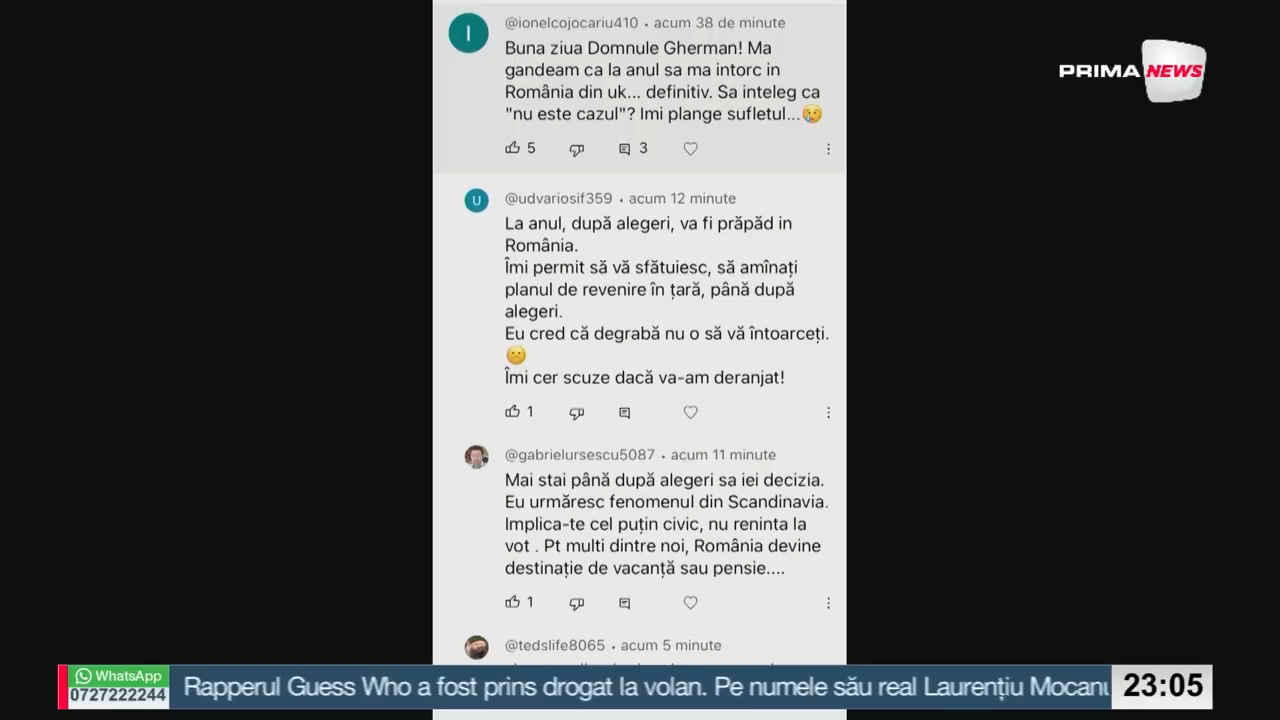 @ionelcojocariu410 • acum 38 de minute
Buna ziua Domnule Gherman! Ma
gandeam ca la anul sa ma intorc in
România din uk... definitiv. Sa inteleg ca
"nu este cazul"? Imi plange sufletul...😢
5
3
@udvariosif359 • acum 12 minute
La anul, după alegeri, va fi prăpăd in
România.
Îmi permit să vă sfătuiesc, să amînați
planul de revenire în țară, până după
alegeri.
Eu cred că degrabă nu o să vă întoarceți.
🙁
Îmi cer scuze dacă va-am deranjat!
1
@gabrielursescu5087 • acum 11 minute
Mai stai până după alegeri sa iei decizia.
Eu urmăresc fenomenul din Scandinavia.
Implica-te cel puțin civic, nu reninta la
vot . Pt multi dintre noi, România devine
destinație de vacanță sau pensie....
1
@tedslife8065 • acum 5 minute
PRIMA NEWS
I
U
WhatsApp
0727222244
Rapperul Guess Who a fost prins drogat la volan. Pe numele său real Laurențiu Mocanu
23:05